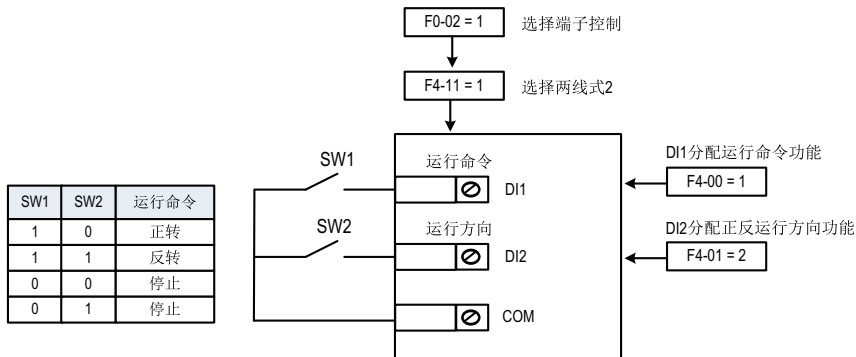 F0-02 = 1 选择端子控制
F4-11 = 1 选择两线式2
SW1 运行命令 DI1
SW2 运行方向 DI2
COM
DI1分配运行命令功能
F4-00 = 1
DI2分配正反运行方向功能
F4-01 = 2
SW1 SW2 运行命令
1 0 正转
1 1 反转
0 0 停止
0 1 停止